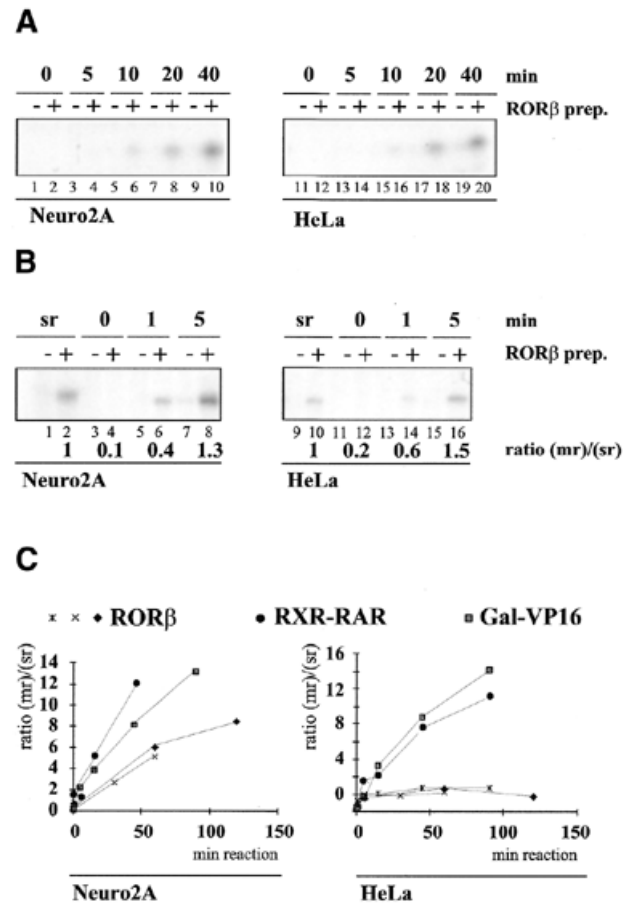 A
0 5 10 20 40 0 5 10 20 40 min
- + - + - + - + - + - + - + - + - + - + RORβ prep.
1 2 3 4 5 6 7 8 9 10 11 12 13 14 15 16 17 18 19 20
Neuro2A HeLa
B
sr 0 1 5 sr 0 1 5 min
- + - + - + - + - + - + - + - + RORβ prep.
1 2 3 4 5 6 7 8 9 10 11 12 13 14 15 16
1 0.1 0.4 1.3 1 0.2 0.6 1.5 ratio (mr)/(sr)
Neuro2A HeLa
C
RORβ RXR-RAR Gal-VP16
ratio (mr)/(sr)
14
12
10
8
6
4
2
0
0 50 100 150
min reaction
Neuro2A
ratio (mr)/(sr)
16
12
8
4
0
0 50 100 150
min reaction
HeLa